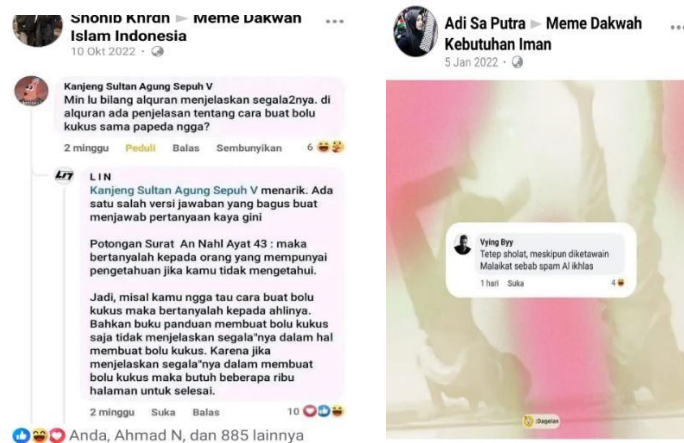 Shohib Khrdn ▸ Meme Dakwah
Islam Indonesia
10 Okt 2022 ·
Kanjeng Sultan Agung Sepuh V
Min lu bilang alquran menjelaskan segala2nya. di
alquran ada penjelasan tentang cara buat bolu
kukus sama papeda ngga?
2 minggu Peduli Balas Sembunyikan 6
L I N
Kanjeng Sultan Agung Sepuh V menarik. Ada
satu salah versi jawaban yang bagus buat
menjawab pertanyaan kaya gini
Potongan Surat An Nahl Ayat 43 : maka
bertanyalah kepada orang yang mempunyai
pengetahuan jika kamu tidak mengetahui.
Jadi, misal kamu ngga tau cara buat bolu
kukus maka bertanyalah kepada ahlinya.
Bahkan buku panduan membuat bolu kukus
saja tidak menjelaskan segala"nya dalam hal
membuat bolu kukus. Karena jika
menjelaskan segala"nya dalam membuat
bolu kukus maka butuh beberapa ribu
halaman untuk selesai.
2 minggu Suka Balas 10
Anda, Ahmad N, dan 885 lainnya
Adi Sa Putra ▸ Meme Dakwah
Kebutuhan Iman
5 Jan 2022 ·
Vying Byy
Tetep sholat, meskipun diketawain
Malaikat sebab spam Al ikhlas
1 hari Suka 4
:Dagelan